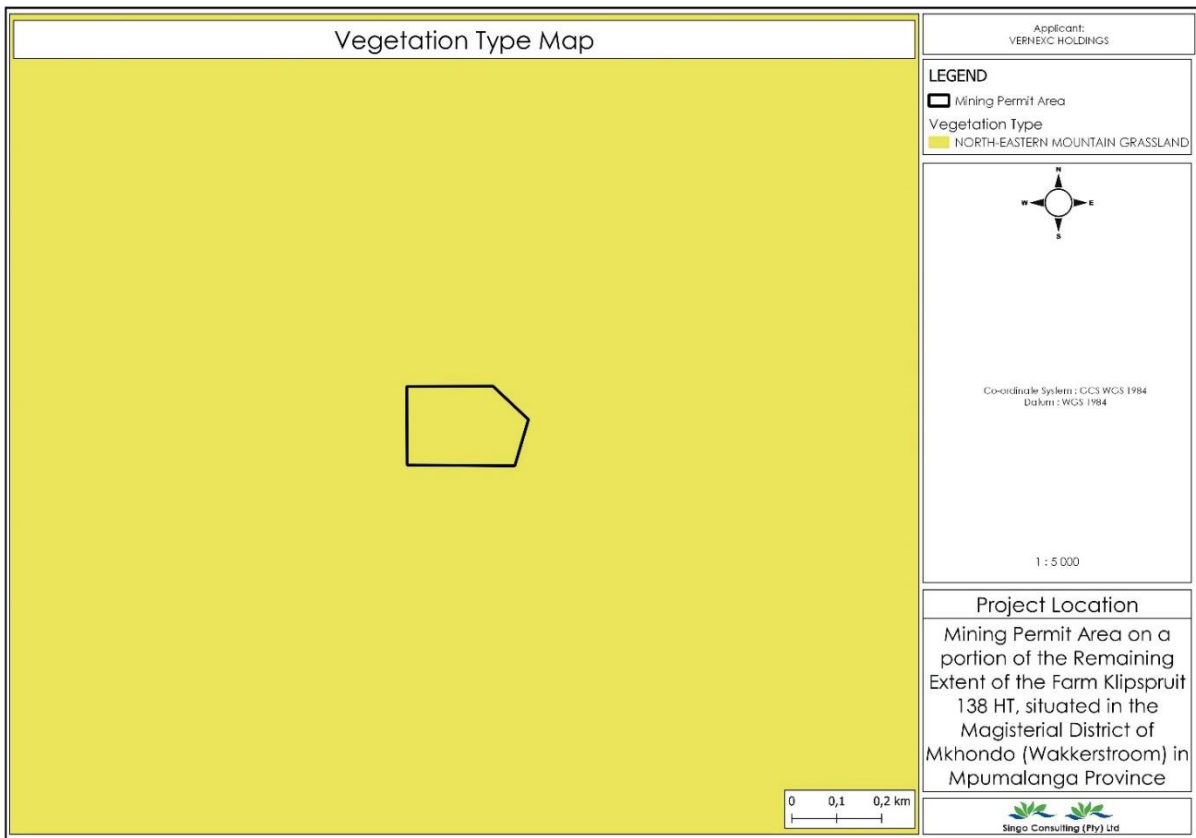 Vegetation Type Map
Applicant:
VERNEXC HOLDINGS
LEGEND
Mining Permit Area
Vegetation Type
NORTH-EASTERN MOUNTAIN GRASSLAND
N
W E
S
Co-ordinate System : GCS WGS 1984
Datum : WGS 1984
1 : 5 000
Project Location
Mining Permit Area on a
portion of the Remaining
Extent of the Farm Klipspruit
138 HT, situated in the
Magisterial District of
Mkhondo (Wakkerstroom) in
Mpumalanga Province
0 0,1 0,2 km
Singo Consulting (Pty) Ltd